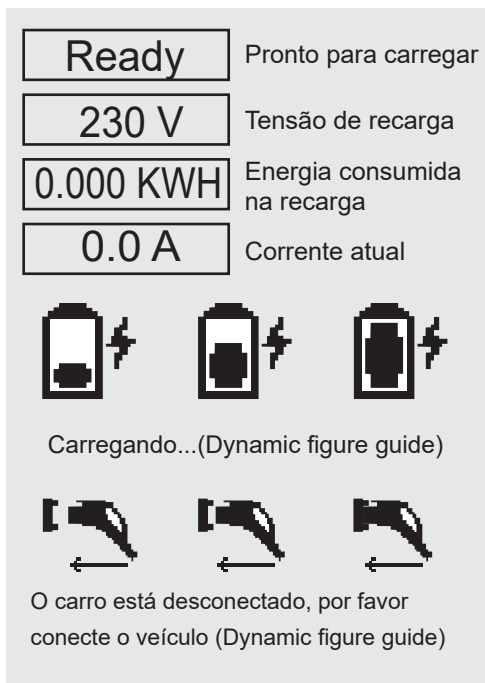 Ready Pronto para carregar
230 V Tensão de recarga
0.000 KWH Energia consumida
na recarga
0.0 A Corrente atual
Carregando...(Dynamic figure guide)
O carro está desconectado, por favor
conecte o veículo (Dynamic figure guide)